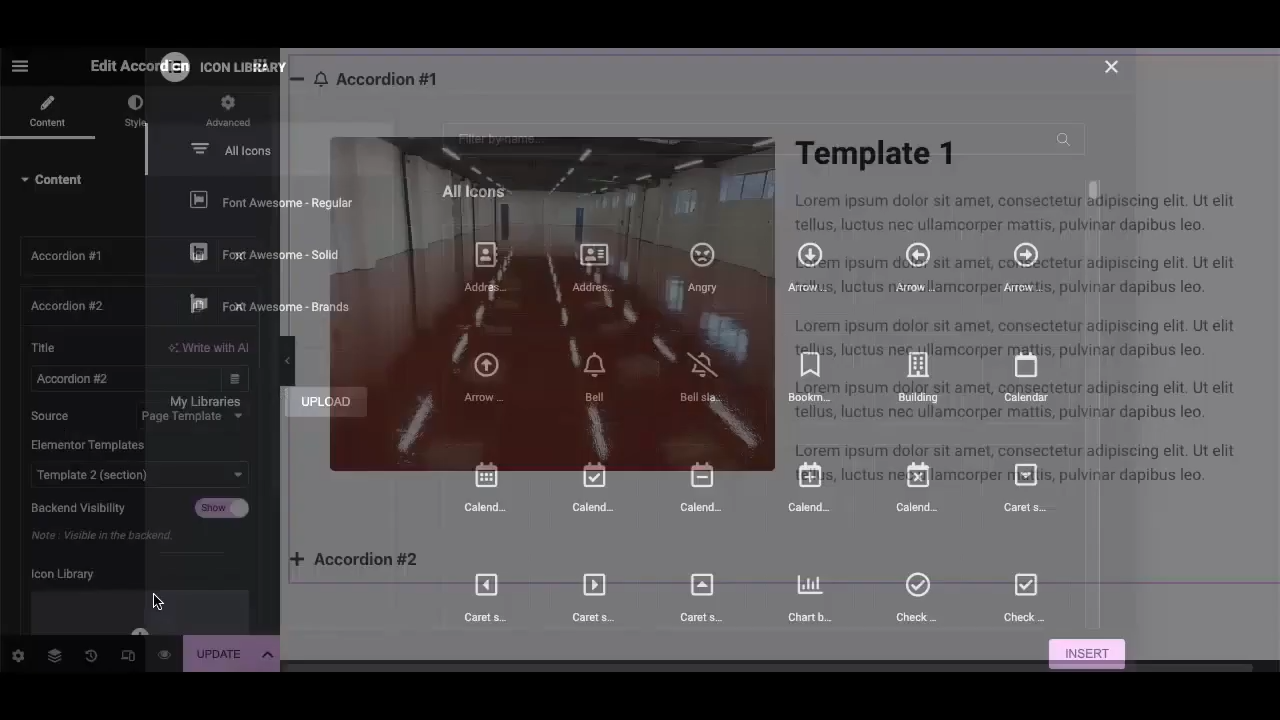 Edit Accordion
ICON LIBRARY
Content
Style
Advanced
Content
Accordion #1
Accordion #2
Title
Write with AI
Accordion #2
Source
Page Template
Elementor Templates
Template 2 (section)
Backend Visibility
Show
Note : Visible in the backend.
Icon Library
UPDATE
All Icons
Font Awesome - Regular
Font Awesome - Solid
Font Awesome - Brands
My Libraries
UPLOAD
Accordion #1
Filter by name...
All Icons
Addres...
Addres...
Angry
Arrow ...
Arrow ...
Arrow ...
Arrow ...
Bell
Bell sla...
Bookm...
Building
Calendar
Calend...
Calend...
Calend...
Calend...
Calend...
Caret s...
Caret s...
Caret s...
Caret s...
Chart b...
Check ...
Check ...
Template 1
Lorem ipsum dolor sit amet, consectetur adipiscing elit. Ut elit
tellus, luctus nec ullamcorper mattis, pulvinar dapibus leo.
Lorem ipsum dolor sit amet, consectetur adipiscing elit. Ut elit
tellus, luctus nec ullamcorper mattis, pulvinar dapibus leo.
Lorem ipsum dolor sit amet, consectetur adipiscing elit. Ut elit
tellus, luctus nec ullamcorper mattis, pulvinar dapibus leo.
Lorem ipsum dolor sit amet, consectetur adipiscing elit. Ut elit
tellus, luctus nec ullamcorper mattis, pulvinar dapibus leo.
Lorem ipsum dolor sit amet, consectetur adipiscing elit. Ut elit
tellus, luctus nec ullamcorper mattis, pulvinar dapibus leo.
Accordion #2
INSERT